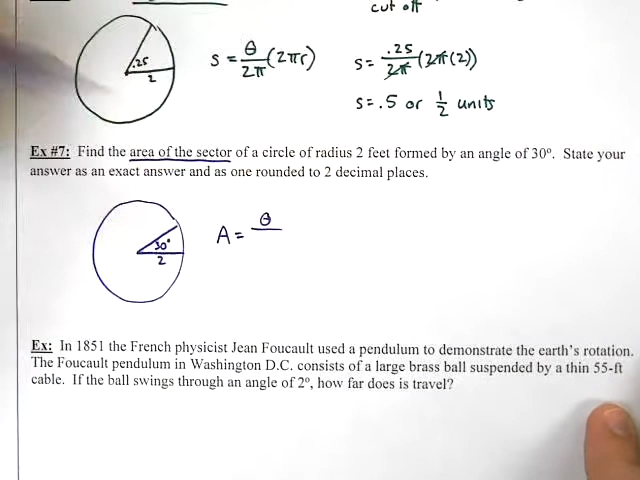 cut off
.25
2
s = θ/2π (2πr)
s = .25/2π (2π(2))
s = .5 or 1/2 units
Ex #7: Find the area of the sector of a circle of radius 2 feet formed by an angle of 30°. State your
answer as an exact answer and as one rounded to 2 decimal places.
30°
2
A = θ
Ex: In 1851 the French physicist Jean Foucault used a pendulum to demonstrate the earth's rotation.
The Foucault pendulum in Washington D.C. consists of a large brass ball suspended by a thin 55-ft
cable. If the ball swings through an angle of 2°, how far does is travel?